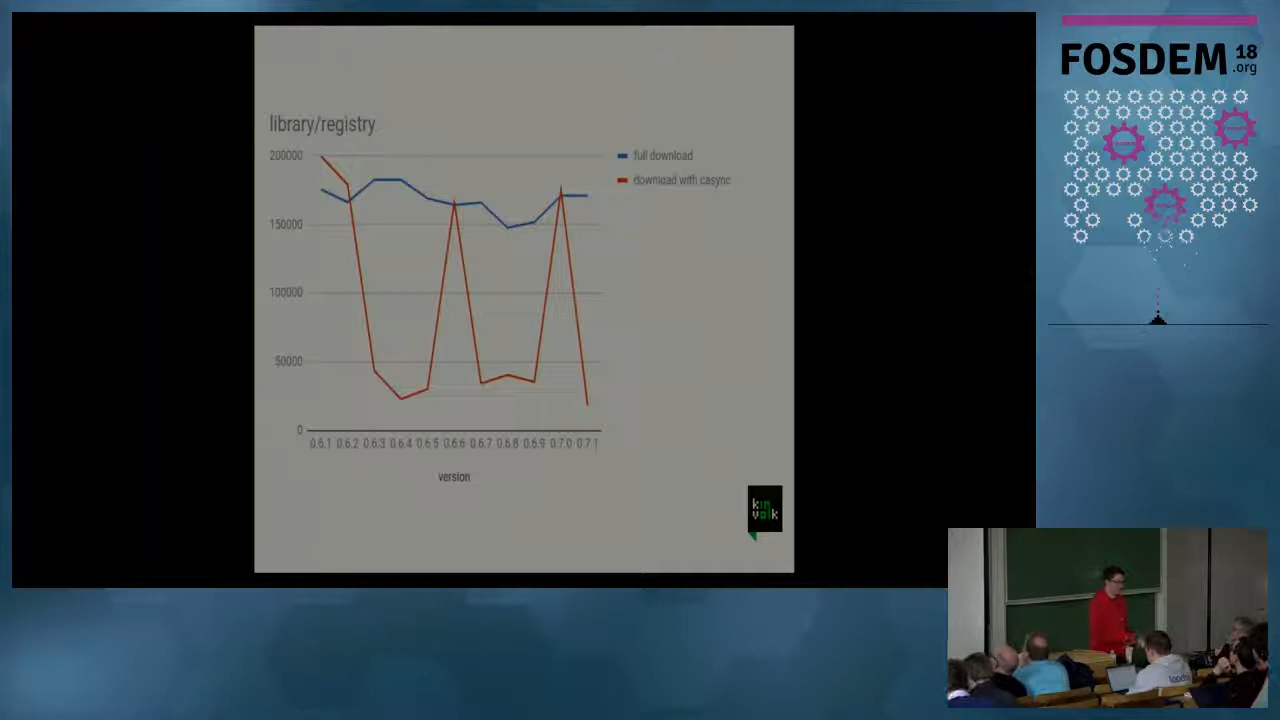 library/registry
200000
150000
100000
50000
0
full download
download with casync
0.6.1 0.6.2 0.6.3 0.6.4 0.6.5 0.6.6 0.6.7 0.6.8 0.6.9 0.7.0 0.7.1
version
kin
volk
FOSDEM 18
.org